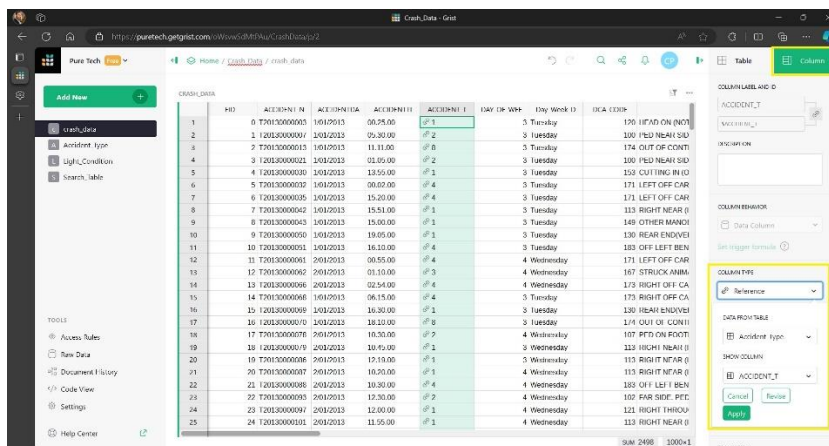 Crash_Data - Grist
https://puretech.getgrist.com/oWsvwSdMtPAu/CrashData/p/2
Pure Tech Free
Home / Crash Data / crash_data
CP
Table
Column
Add New
crash_data
Accident_Type
Light_Condition
Search_Table
TOOLS
Access Rules
Raw Data
Document History
Code View
Settings
Help Center
CRASH_DATA
FID ACCIDENT_N ACCIDENTDA ACCIDENTTI ACCIDENT_T DAY_OF_WEE Day_Week_D DCA_CODE
1 0 T20130000003 1/01/2013 00.25.00 1 3 Tuesday 120 HEAD ON (NOT
2 1 T20130000007 1/01/2013 05.30.00 2 3 Tuesday 100 PED NEAR SID
3 2 T20130000013 1/01/2013 11.11.00 8 3 Tuesday 174 OUT OF CONTI
4 3 T20130000021 1/01/2013 01.05.00 2 3 Tuesday 100 PED NEAR SID
5 4 T20130000030 1/01/2013 13.55.00 1 3 Tuesday 153 CUTTING IN (O
6 5 T20130000032 1/01/2013 00.02.00 4 3 Tuesday 171 LEFT OFF CAR
7 6 T20130000035 1/01/2013 15.20.00 4 3 Tuesday 171 LEFT OFF CAR
8 7 T20130000042 1/01/2013 15.51.00 1 3 Tuesday 113 RIGHT NEAR (I
9 8 T20130000043 1/01/2013 15.00.00 1 3 Tuesday 149 OTHER MANOE
10 9 T20130000050 1/01/2013 19.05.00 1 3 Tuesday 130 REAR END(VEI
11 10 T20130000051 1/01/2013 16.10.00 4 3 Tuesday 183 OFF LEFT BEN
12 11 T20130000061 2/01/2013 00.55.00 4 4 Wednesday 171 LEFT OFF CAR
13 12 T20130000062 2/01/2013 01.10.00 3 4 Wednesday 167 STRUCK ANIMA
14 13 T20130000066 2/01/2013 02.54.00 4 4 Wednesday 173 RIGHT OFF CA
15 14 T20130000068 1/01/2013 06.15.00 4 3 Tuesday 173 RIGHT OFF CA
16 15 T20130000069 1/01/2013 16.30.00 1 3 Tuesday 130 REAR END(VEI
17 16 T20130000070 1/01/2013 18.10.00 8 3 Tuesday 174 OUT OF CONTI
18 17 T20130000078 2/01/2013 10.30.00 2 4 Wednesday 107 PED ON FOOTI
19 18 T20130000079 2/01/2013 10.45.00 1 4 Wednesday 113 RIGHT NEAR (I
20 19 T20130000086 2/01/2013 12.19.00 1 4 Wednesday 113 RIGHT NEAR (I
21 20 T20130000087 2/01/2013 10.20.00 1 4 Wednesday 113 RIGHT NEAR (I
22 21 T20130000088 2/01/2013 10.30.00 4 4 Wednesday 183 OFF LEFT BEN
23 22 T20130000093 2/01/2013 12.30.00 2 4 Wednesday 102 FAR SIDE. PED
24 23 T20130000097 2/01/2013 12.00.00 1 4 Wednesday 121 RIGHT THROU
25 24 T20130000101 2/01/2013 11.55.00 1 4 Wednesday 113 RIGHT NEAR (I
SUM 2498 1000×1
COLUMN LABEL AND ID
ACCIDENT_T
DESCRIPTION
COLUMN BEHAVIOR
Data Column
Set trigger formula
COLUMN TYPE
Reference
DATA FROM TABLE
Accident_Type
SHOW COLUMN
ACCIDENT_T
Cancel Revise
Apply